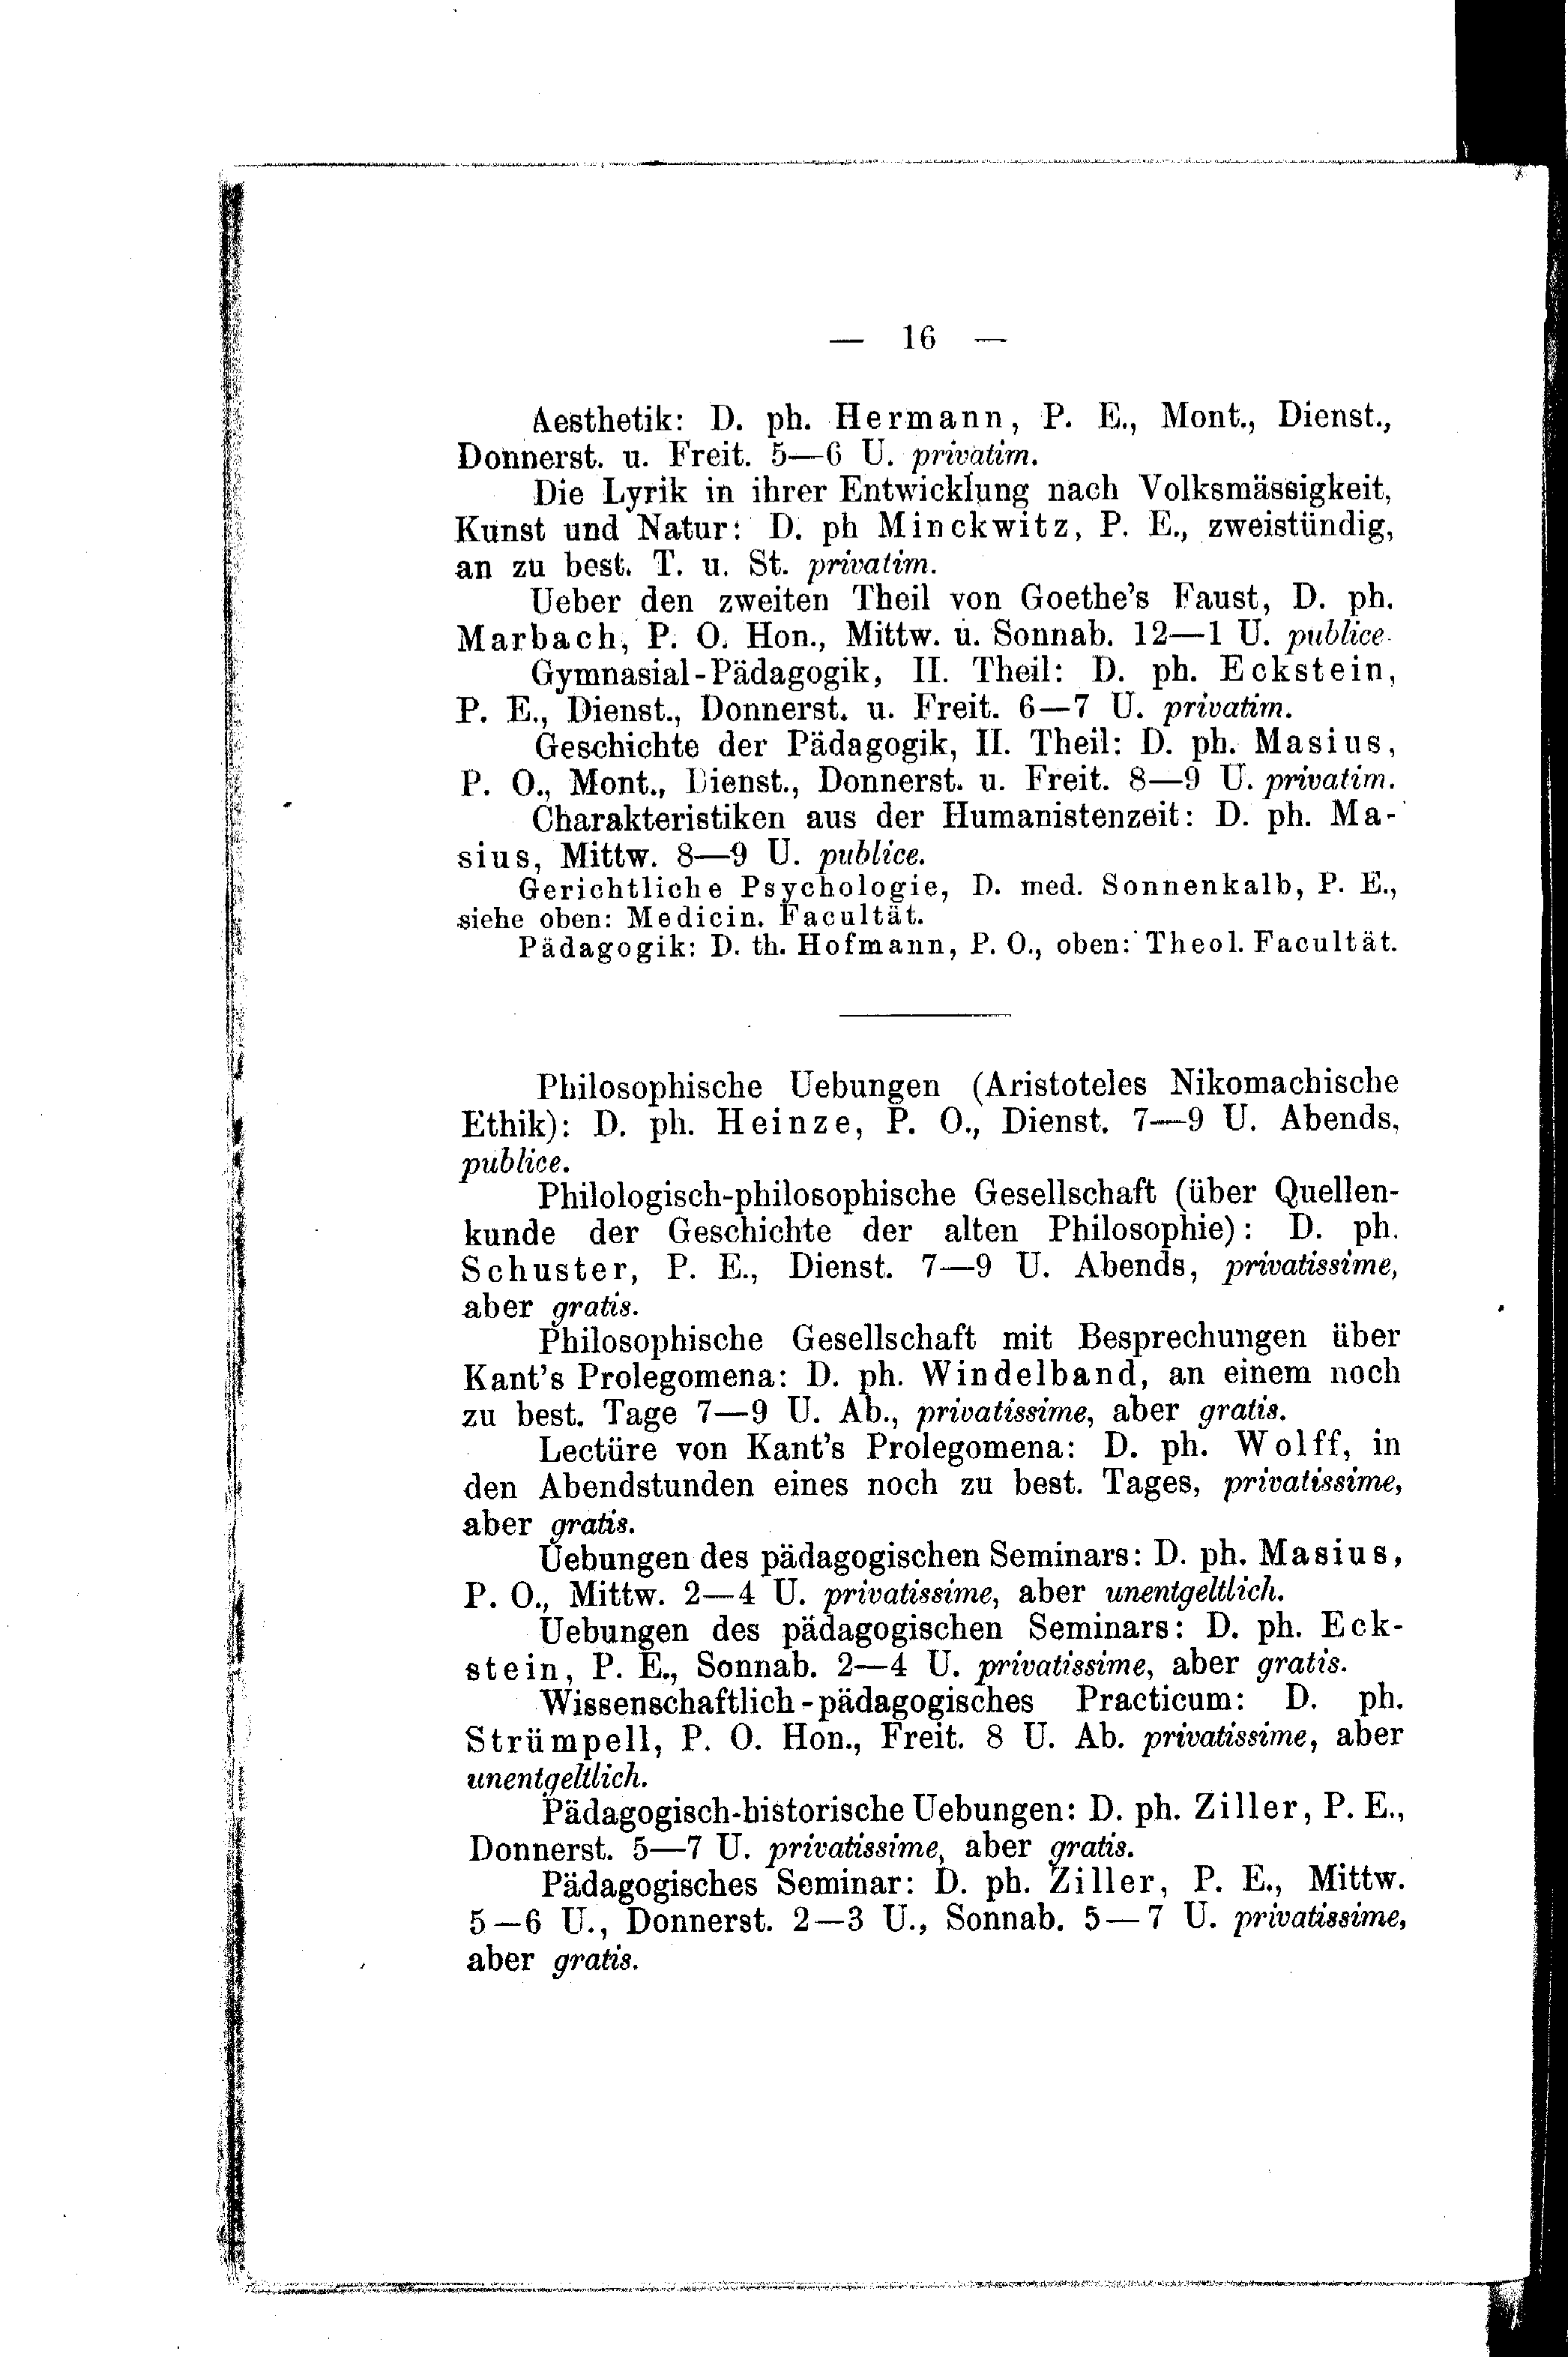 — 16 —
Aesthetik: D. ph. Hermann, P. E., Mont., Dienst.,
Donnerst. u. Freit. 5—6 U. privatim.
Die Lyrik in ihrer Entwicklung nach Volksmässigkeit,
Kunst und Natur: D. ph Minckwitz, P. E., zweistündig,
an zu best. T. u. St. privatim.
Ueber den zweiten Theil von Goethe's Faust, D. ph.
Marbach, P. O. Hon., Mittw. u. Sonnab. 12—1 U. publice.
Gymnasial-Pädagogik, II. Theil: D. ph. Eckstein,
P. E., Dienst., Donnerst. u. Freit. 6—7 U. privatim.
Geschichte der Pädagogik, II. Theil: D. ph. Masius,
P. O., Mont., Dienst., Donnerst. u. Freit. 8—9 U. privatim.
Charakteristiken aus der Humanistenzeit: D. ph. Ma-
sius, Mittw. 8—9 U. publice.
Gerichtliche Psychologie, D. med. Sonnenkalb, P. E.,
siehe oben: Medicin. Facultät.
Pädagogik: D. th. Hofmann, P. O., oben: Theol. Facultät.
Philosophische Uebungen (Aristoteles Nikomachische
Ethik): D. ph. Heinze, P. O., Dienst. 7—9 U. Abends,
publice.
Philologisch-philosophische Gesellschaft (über Quellen-
kunde der Geschichte der alten Philosophie): D. ph.
Schuster, P. E., Dienst. 7—9 U. Abends, privatissime,
aber gratis.
Philosophische Gesellschaft mit Besprechungen über
Kant's Prolegomena: D. ph. Windelband, an einem noch
zu best. Tage 7—9 U. Ab., privatissime, aber gratis.
Lectüre von Kant's Prolegomena: D. ph. Wolff, in
den Abendstunden eines noch zu best. Tages, privatissime,
aber gratis.
Uebungen des pädagogischen Seminars: D. ph. Masius,
P. O., Mittw. 2—4 U. privatissime, aber unentgeltlich.
Uebungen des pädagogischen Seminars: D. ph. Eck-
stein, P. E., Sonnab. 2—4 U. privatissime, aber gratis.
Wissenschaftlich-pädagogisches Practicum: D. ph.
Strümpell, P. O. Hon., Freit. 8 U. Ab. privatissime, aber
unentgeltlich.
Pädagogisch-historische Uebungen: D. ph. Ziller, P. E.,
Donnerst. 5—7 U. privatissime, aber gratis.
Pädagogisches Seminar: D. ph. Ziller, P. E., Mittw.
5—6 U., Donnerst. 2—3 U., Sonnab. 5—7 U. privatissime,
aber gratis.